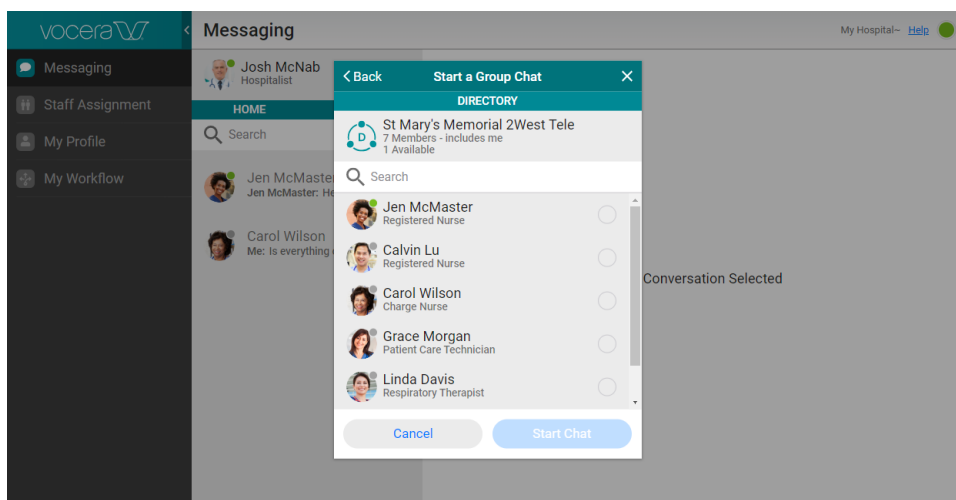 vocera
Messaging
My Hospital~ Help
Messaging
Staff Assignment
My Profile
My Workflow
Josh McNab
Hospitalist
HOME
Search
Jen McMaster
Jen McMaster: He
Carol Wilson
Me: Is everything
Back Start a Group Chat
DIRECTORY
D
St Mary's Memorial 2West Tele
7 Members - includes me
1 Available
Search
Jen McMaster
Registered Nurse
Calvin Lu
Registered Nurse
Carol Wilson
Charge Nurse
Grace Morgan
Patient Care Technician
Linda Davis
Respiratory Therapist
Cancel Start Chat
Conversation Selected